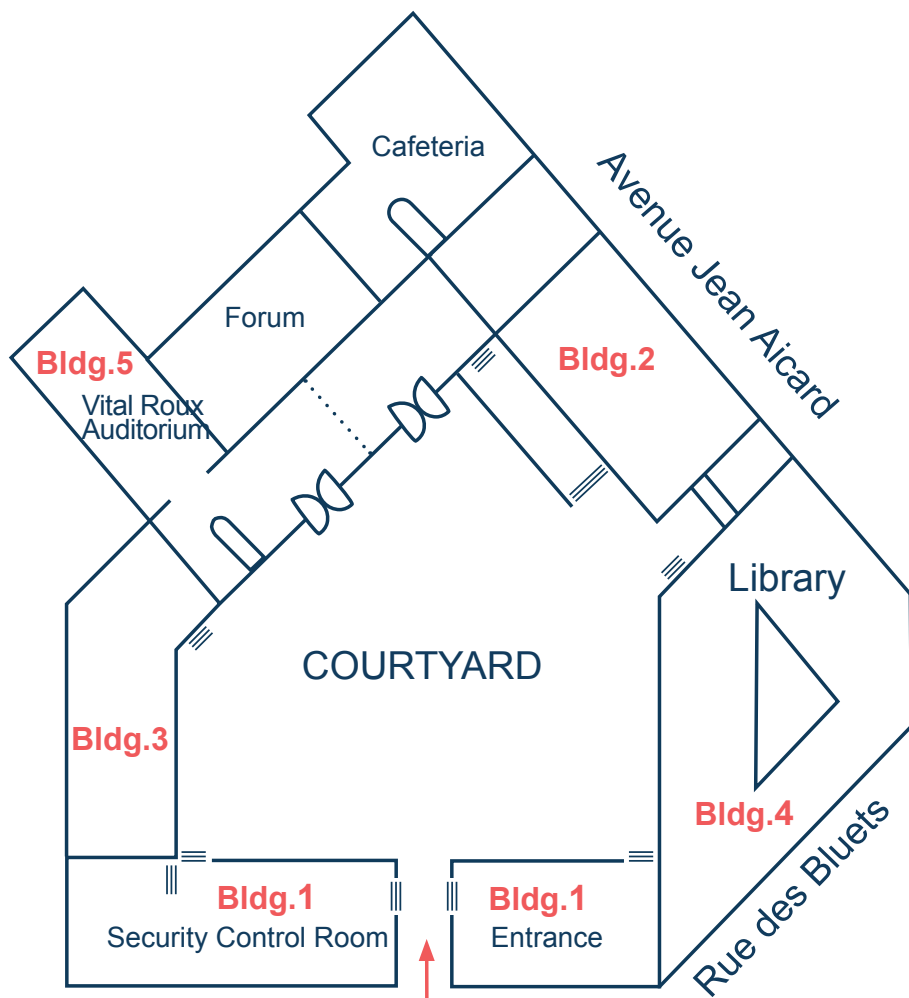 Cafeteria
Avenue Jean Aicard
Forum
Bldg.5
Vital Roux
Auditorium
Bldg.2
Library
COURTYARD
Bldg.3
Bldg.4
Rue des Bluets
Bldg.1
Security Control Room
Bldg.1
Entrance